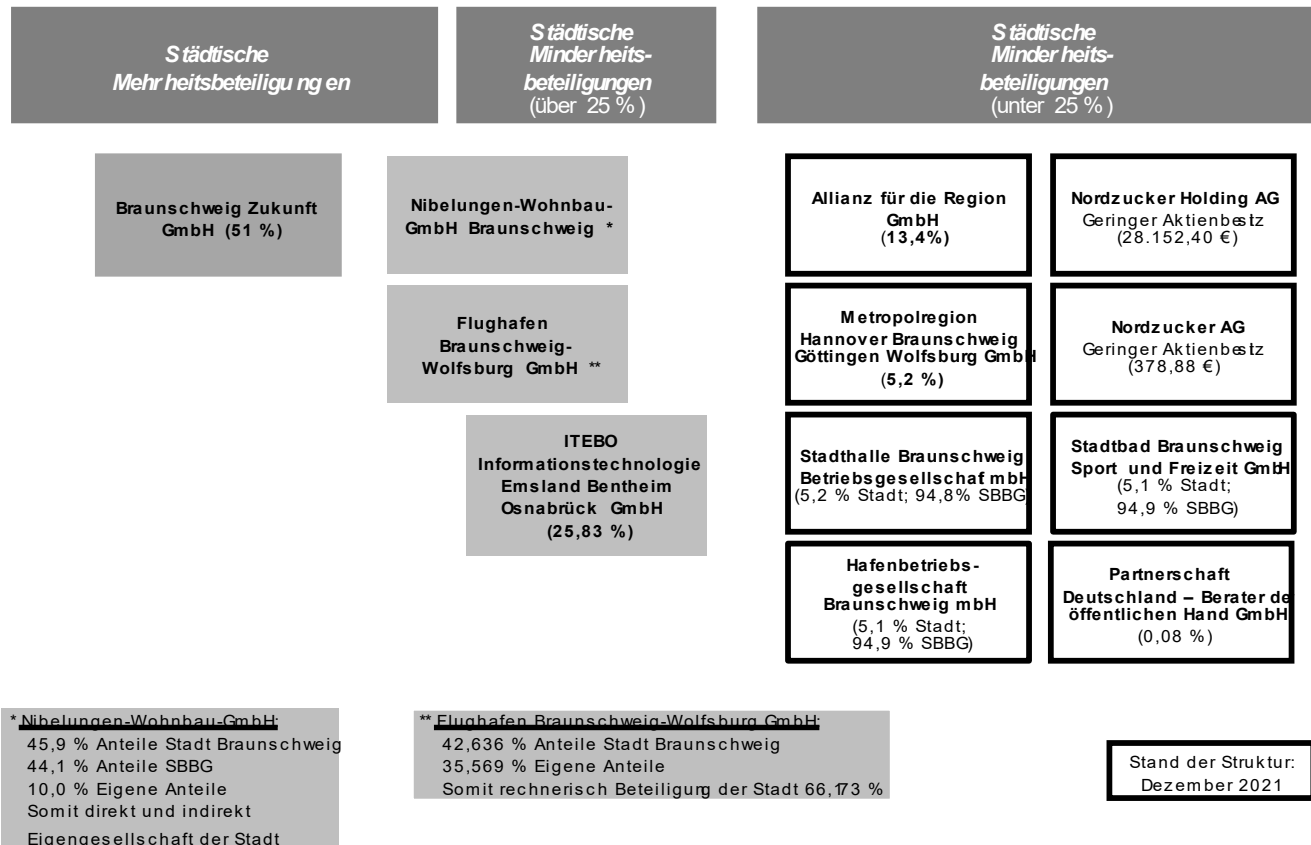 Städtische
Mehrheitsbeteiligungen
Städtische
Minderheits-
beteiligungen
(über 25 %)
Städtische
Minderheits-
beteiligungen
(unter 25 %)
Braunschweig Zukunft
GmbH (51 %)
Nibelungen-Wohnbau-
GmbH Braunschweig *
Flughafen
Braunschweig-
Wolfsburg GmbH **
ITEBO
Informationstechnologie
Emsland Bentheim
Osnabrück GmbH
(25,83 %)
Allianz für die Region
GmbH
(13,4%)
Nordzucker Holding AG
Geringer Aktienbestz
(28.152,40 €)
Metropolregion
Hannover Braunschweig
Göttingen Wolfsburg GmbH
(5,2 %)
Nordzucker AG
Geringer Aktienbestz
(378,88 €)
Stadthalle Braunschweig
Betriebsgesellschaf mbH
(5,2 % Stadt; 94,8% SBBG)
Stadtbad Braunschweig
Sport und Freizeit GmbH
(5,1 % Stadt;
94,9 % SBBG)
Hafenbetriebs-
gesellschaft
Braunschweig mbH
(5,1 % Stadt;
94,9 % SBBG)
Partnerschaft
Deutschland – Berater de
öffentlichen Hand GmbH
(0,08 %)
* Nibelungen-Wohnbau-GmbH:
45,9 % Anteile Stadt Braunschweig
44,1 % Anteile SBBG
10,0 % Eigene Anteile
Somit direkt und indirekt
Eigengesellschaft der Stadt
** Flughafen Braunschweig-Wolfsburg GmbH:
42,636 % Anteile Stadt Braunschweig
35,569 % Eigene Anteile
Somit rechnerisch Beteiligung der Stadt 66,173 %
Stand der Struktur:
Dezember 2021